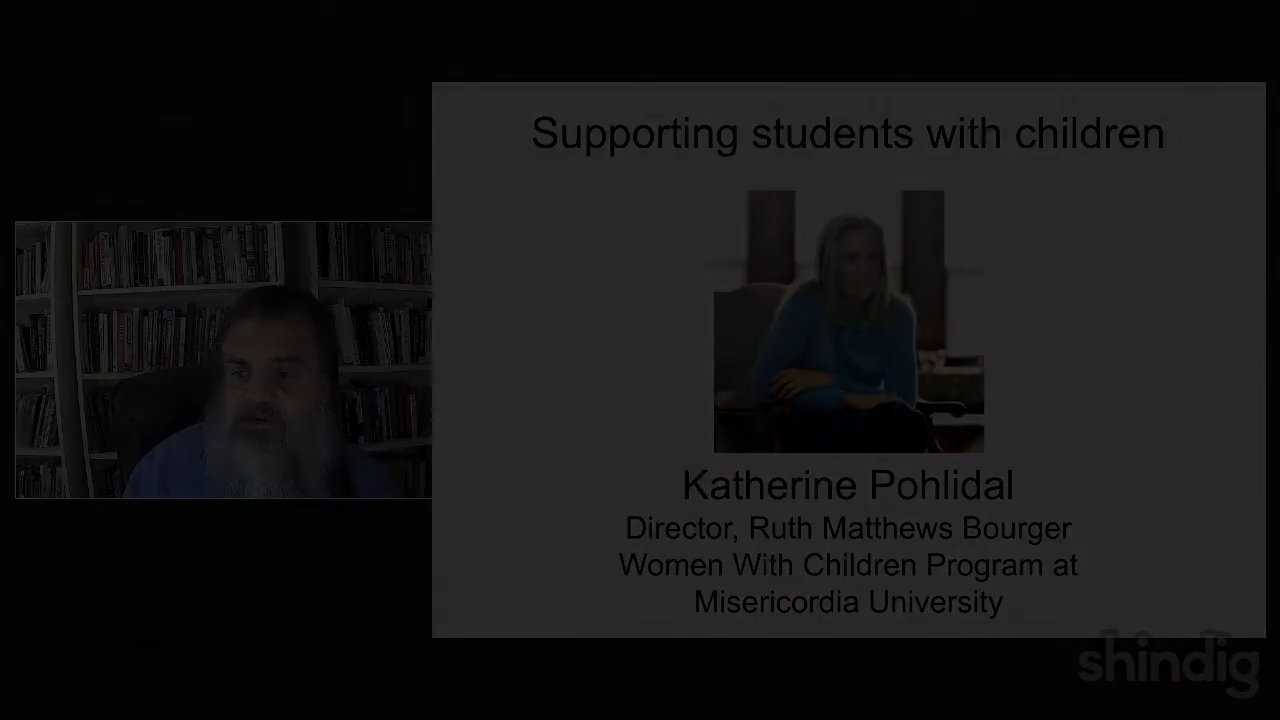 Supporting students with children
Katherine Pohlidal
Director, Ruth Matthews Bourger
Women With Children Program at
Misericordia University
shindig